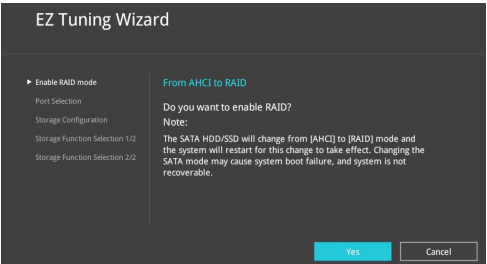 EZ Tuning Wizard
Enable RAID mode
Port Selection
Storage Configuration
Storage Function Selection 1/2
Storage Function Selection 2/2
From AHCI to RAID
Do you want to enable RAID?
Note:
The SATA HDD/SSD will change from [AHCI] to [RAID] mode and
the system will restart for this change to take effect. Changing the
SATA mode may cause system boot failure, and system is not
recoverable.
Yes
Cancel